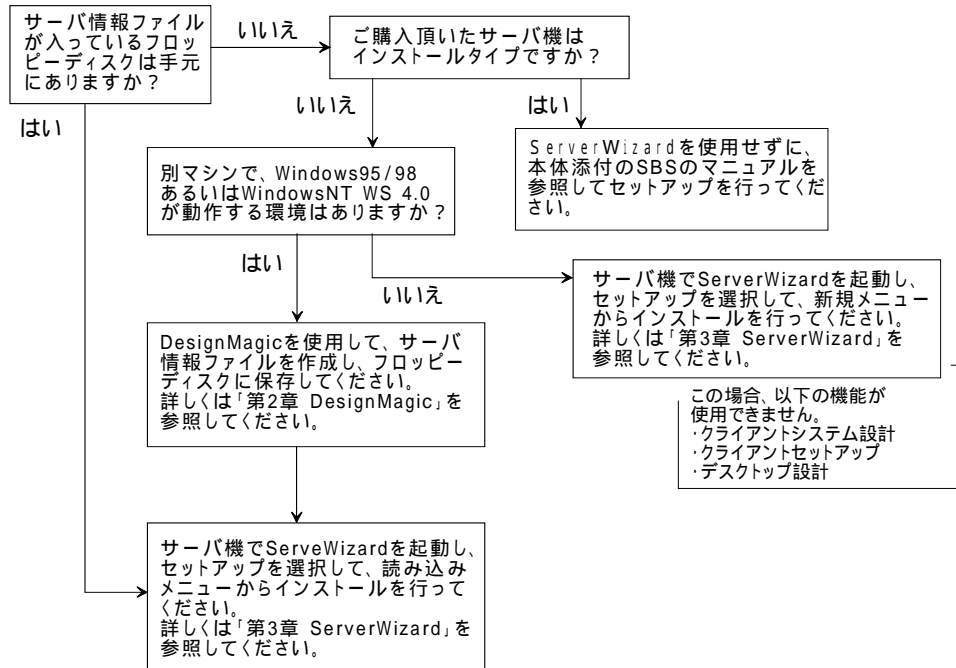 サーバ情報ファイル
が入っているフロッ
ピーディスクは手元
にありますか？
いいえ
ご購入頂いたサーバ機は
インストールタイプですか？
はい
いいえ
はい
ServerWizardを使用せずに、
本体添付のSBSのマニュアルを
参照してセットアップを行ってくだ
さい。
別マシンで、Windows95/98
あるいはWindowsNT WS 4.0
が動作する環境はありますか？
はい
いいえ
サーバ機でServerWizardを起動し、
セットアップを選択して、新規メニュー
からインストールを行ってください。
詳しくは「第3章 ServerWizard」を
参照してください。
この場合、以下の機能が
使用できません。
・クライアントシステム設計
・クライアントセットアップ
・デスクトップ設計
DesignMagicを使用して、サーバ
情報ファイルを作成し、フロッピー
ディスクに保存してください。
詳しくは「第2章 DesignMagic」を
参照してください。
サーバ機でServeWizardを起動し、
セットアップを選択して、読み込み
メニューからインストールを行って
ください。
詳しくは「第3章 ServerWizard」を
参照してください。